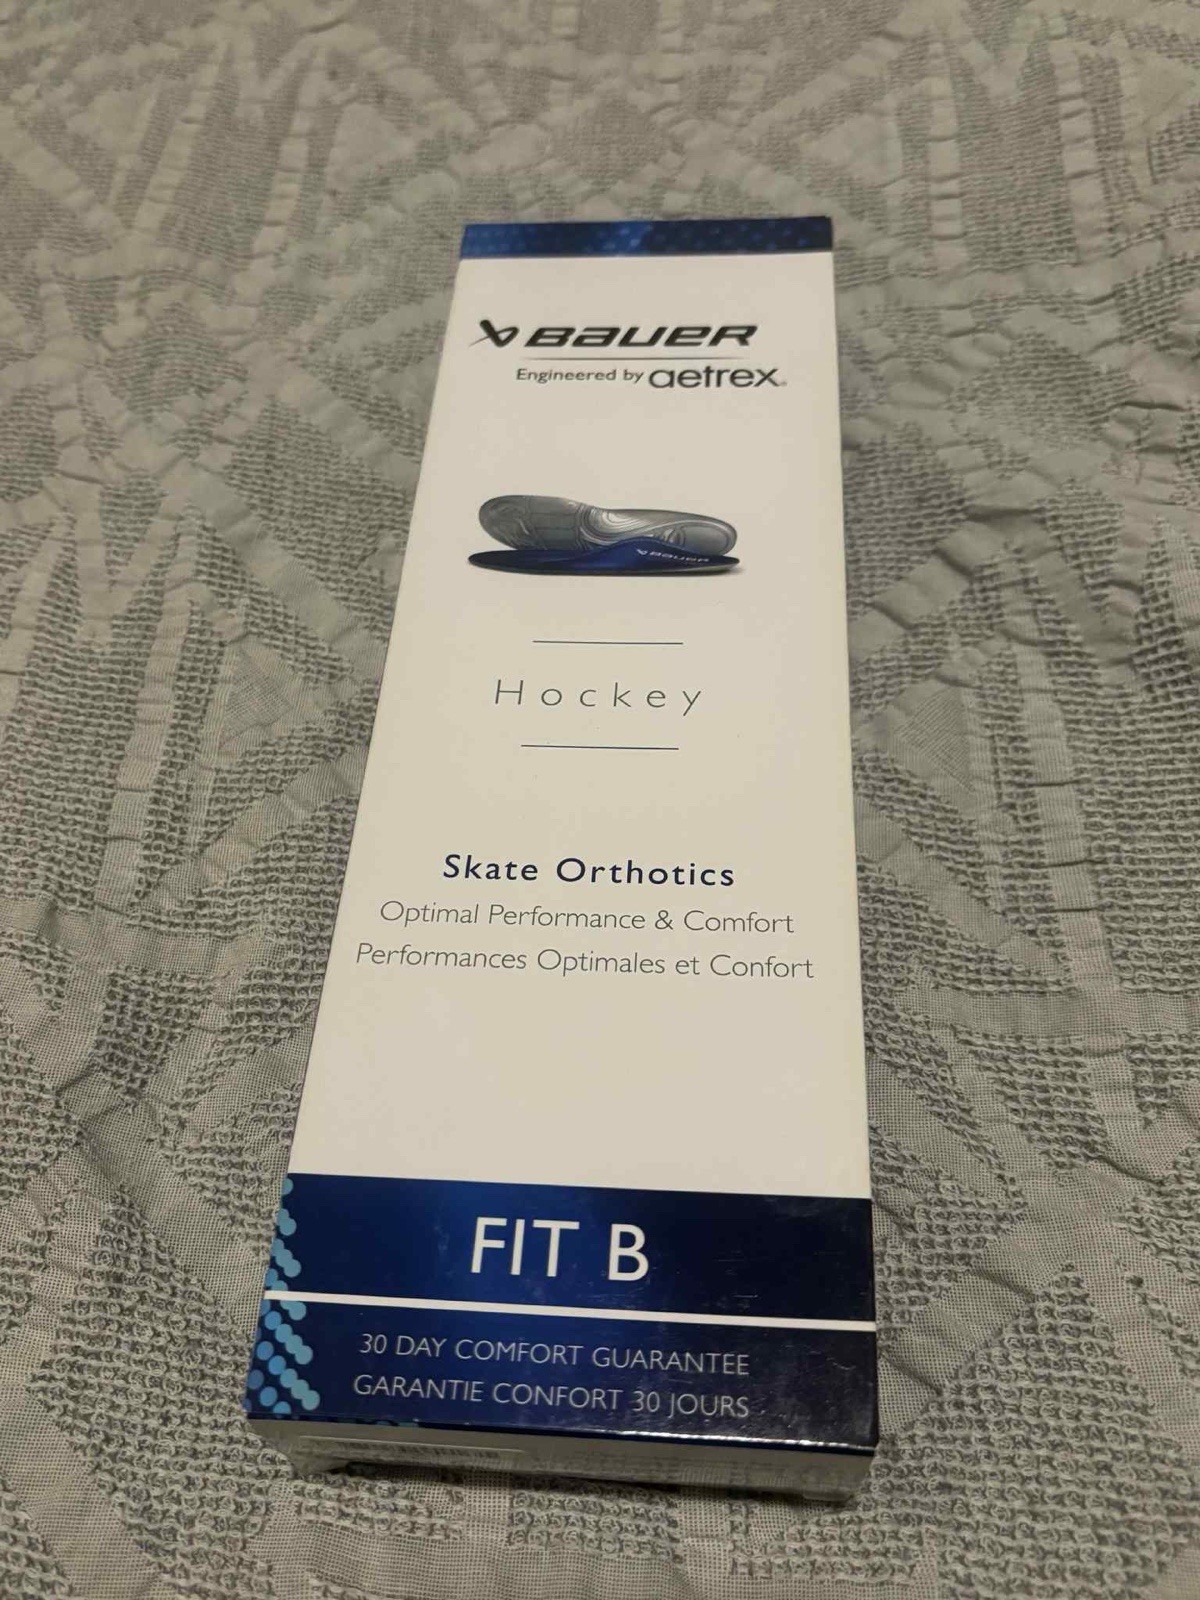 BAUER
Engineered by aetrex
BAUER
Hockey
Skate Orthotics
Optimal Performance & Comfort
Performances Optimales et Confort
FIT B
30 DAY COMFORT GUARANTEE
GARANTIE CONFORT 30 JOURS